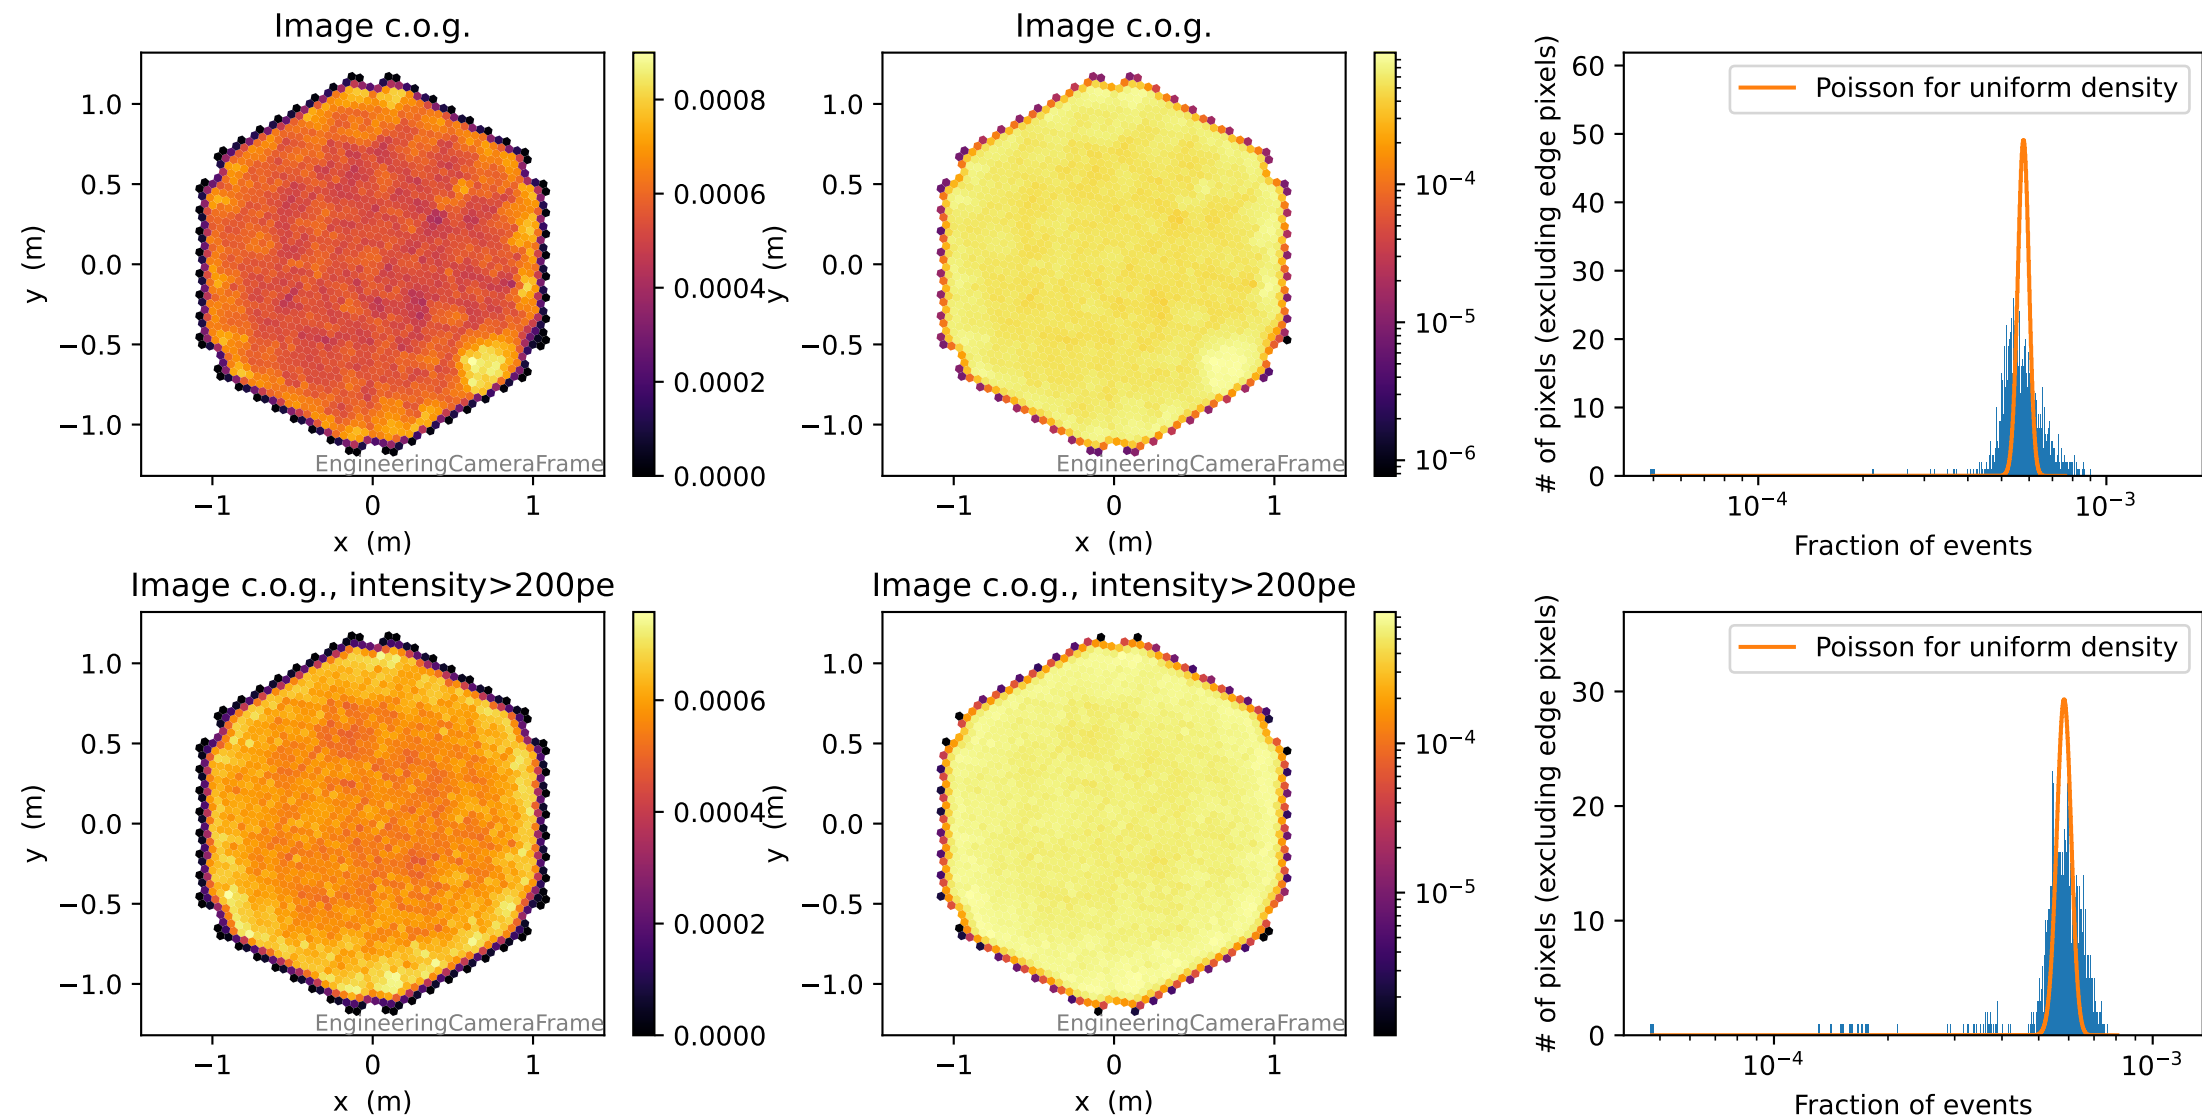 Image c.o.g.
1.0
0.5
0.0
−0.5
−1.0
y (m)
−1
0
1
x (m)
EngineeringCameraFrame
0.0008
0.0006
0.0004
0.0002
0.0000
Image c.o.g.
1.0
0.5
0.0
−0.5
−1.0
y (m)
−1
0
1
x (m)
EngineeringCameraFrame
10⁻⁴
10⁻⁵
10⁻⁶
60
50
40
30
20
10
0
# of pixels (excluding edge pixels)
Poisson for uniform density
10⁻⁴
10⁻³
Fraction of events
Image c.o.g., intensity>200pe
1.0
0.5
0.0
−0.5
−1.0
y (m)
−1
0
1
x (m)
EngineeringCameraFrame
0.0006
0.0004
0.0002
0.0000
Image c.o.g., intensity>200pe
1.0
0.5
0.0
−0.5
−1.0
y (m)
−1
0
1
x (m)
EngineeringCameraFrame
10⁻⁴
10⁻⁵
30
20
10
0
# of pixels (excluding edge pixels)
Poisson for uniform density
10⁻⁴
10⁻³
Fraction of events